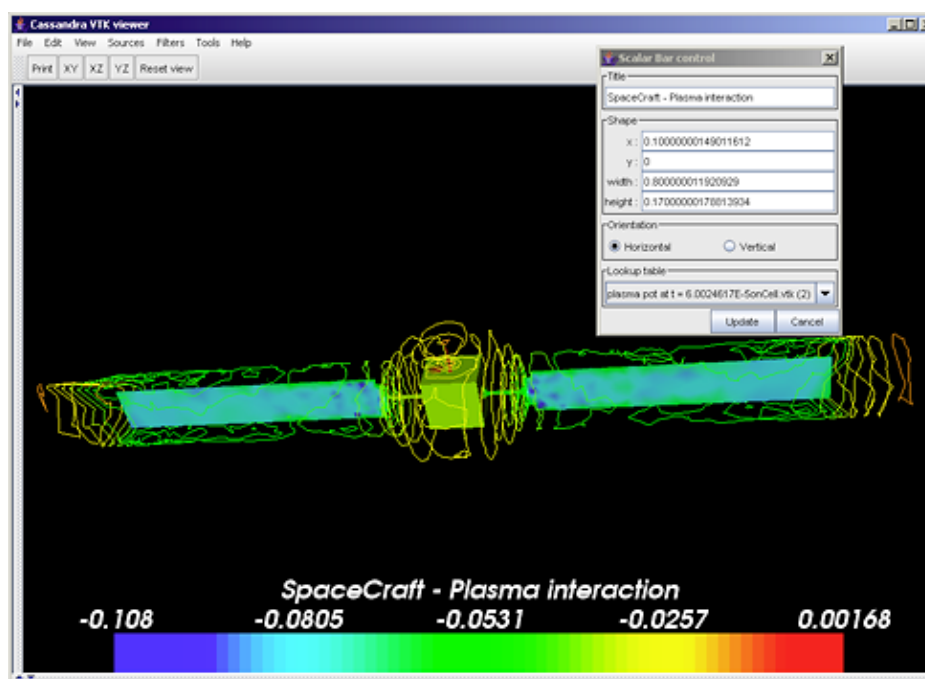 Cassandra VTK viewer
File Edit View Sources Filters Tools Help
Print XY XZ YZ Reset view
Scalar Bar control
Title
SpaceCraft - Plasma interaction
Shape
x : 0.10000000149011612
y : 0
width : 0.800000011920929
height : 0.17000000178813934
Orientation
Horizontal Vertical
Lookup table
plasma pot at t = 6.0024617E-5onCell.vtk (2)
Update Cancel
SpaceCraft - Plasma interaction
-0.108 -0.0805 -0.0531 -0.0257 0.00168